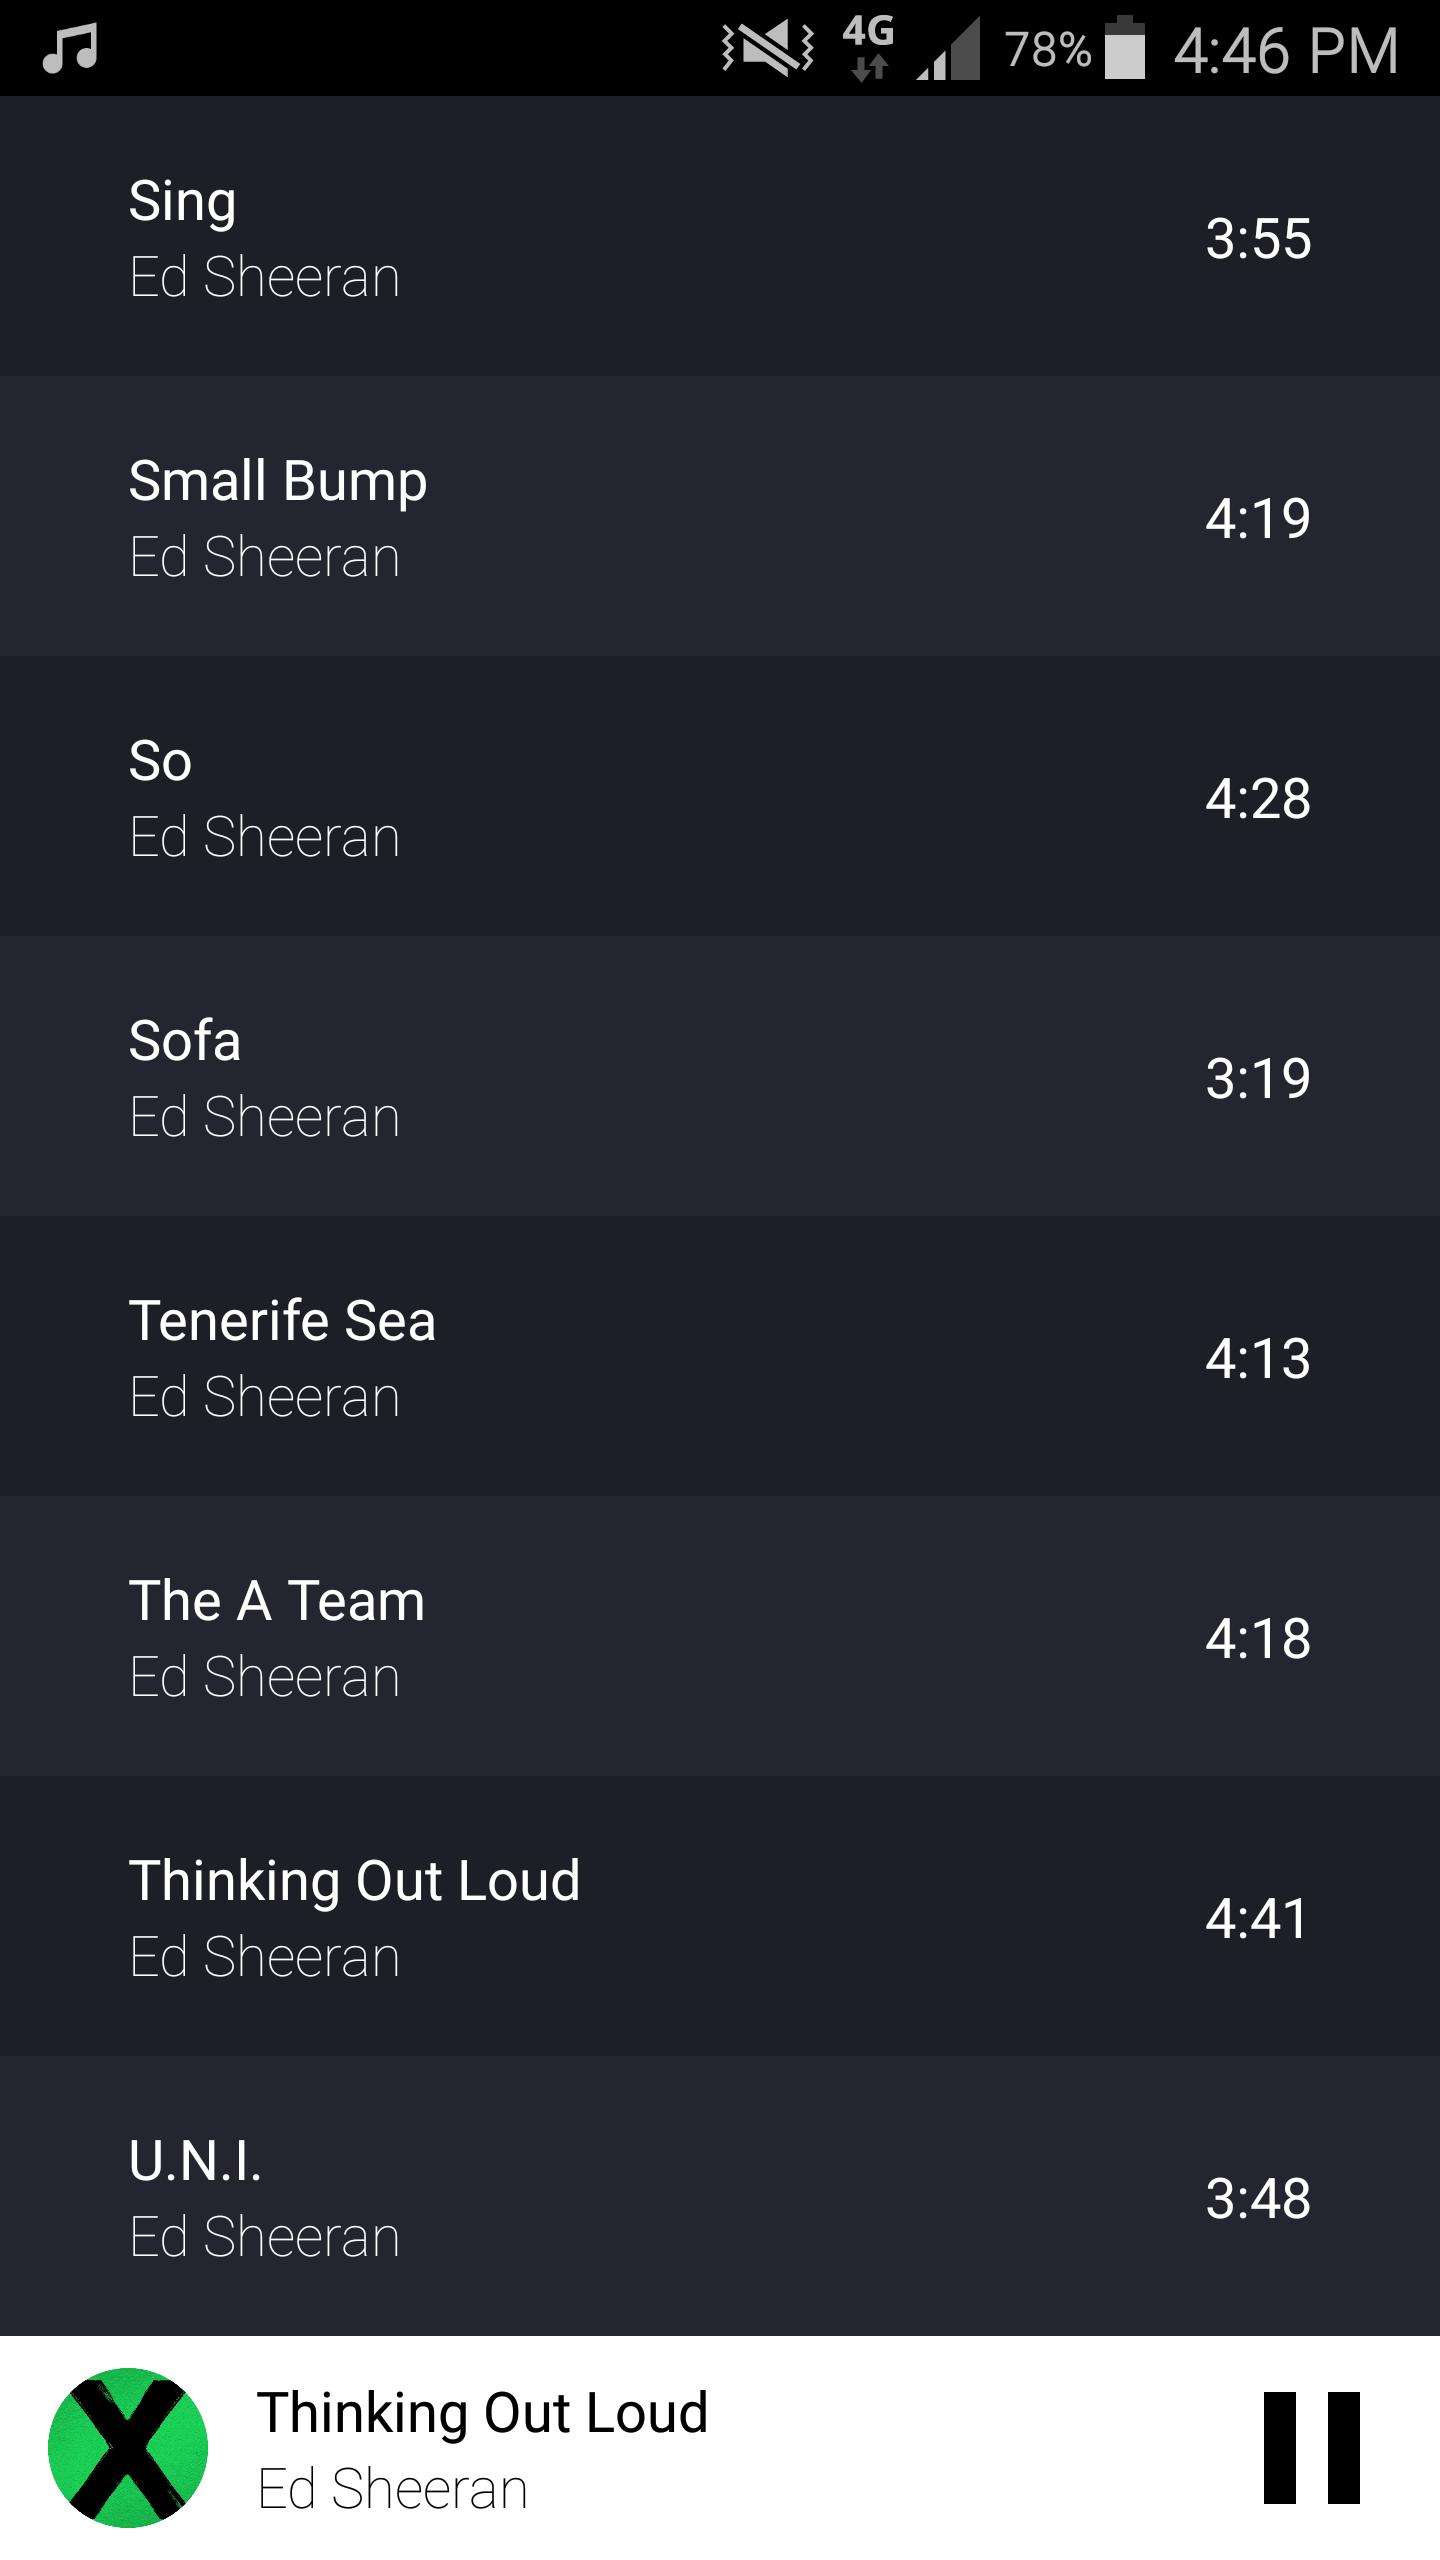 4G 78% 4:46 PM
Sing
Ed Sheeran
3:55
Small Bump
Ed Sheeran
4:19
So
Ed Sheeran
4:28
Sofa
Ed Sheeran
3:19
Tenerife Sea
Ed Sheeran
4:13
The A Team
Ed Sheeran
4:18
Thinking Out Loud
Ed Sheeran
4:41
U.N.I.
Ed Sheeran
3:48
Thinking Out Loud
Ed Sheeran